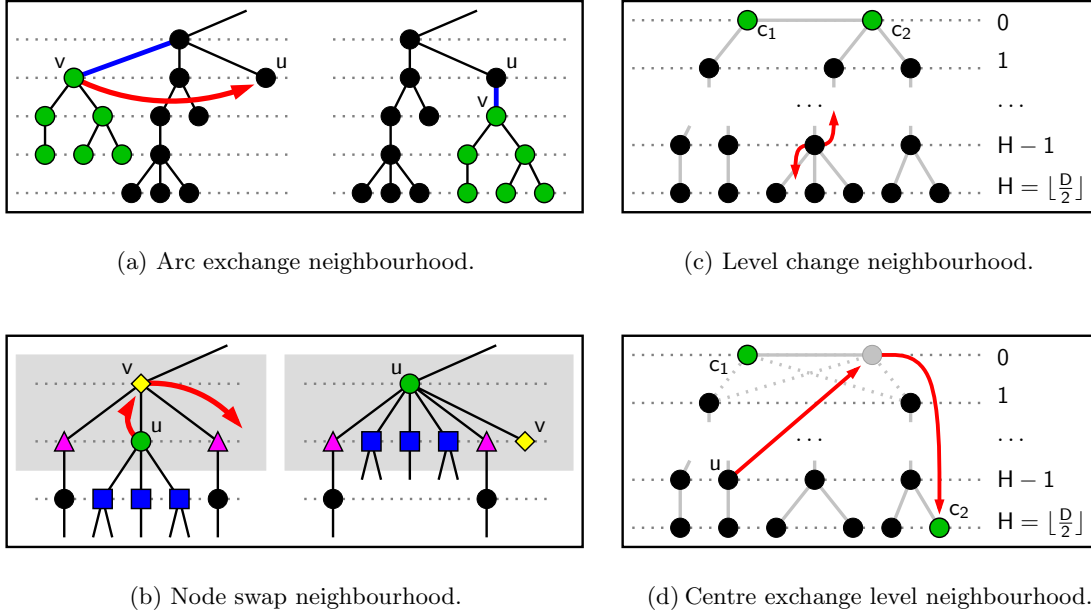 v
u
u
v
(a) Arc exchange neighbourhood.
c1
c2
0
1
...
...
H − 1
H = ⌊D/2⌋
(c) Level change neighbourhood.
v
u
u
v
(b) Node swap neighbourhood.
c1
0
1
...
...
u
H − 1
c2
H = ⌊D/2⌋
(d) Centre exchange level neighbourhood.